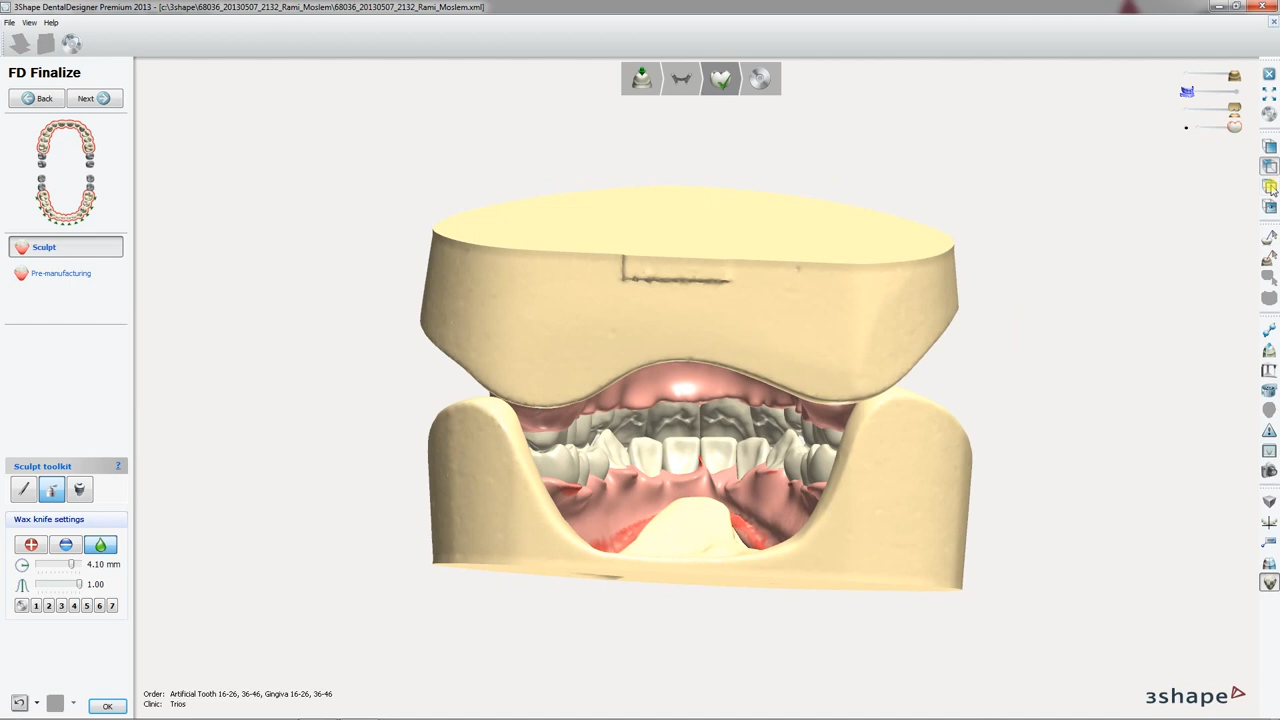 3Shape DentalDesigner Premium 2013 - [c:\3shape\68036_20130507_2132_Rami_Moslem\68036_20130507_2132_Rami_Moslem.xml]
File View Help
FD Finalize
Back Next
Sculpt
Pre-manufacturing
Sculpt toolkit ?
Wax knife settings
4.10 mm
1.00
1 2 3 4 5 6 7
OK
Order: Artificial Tooth 16-26, 36-46, Gingiva 16-26, 36-46
Clinic: Trios
3shape